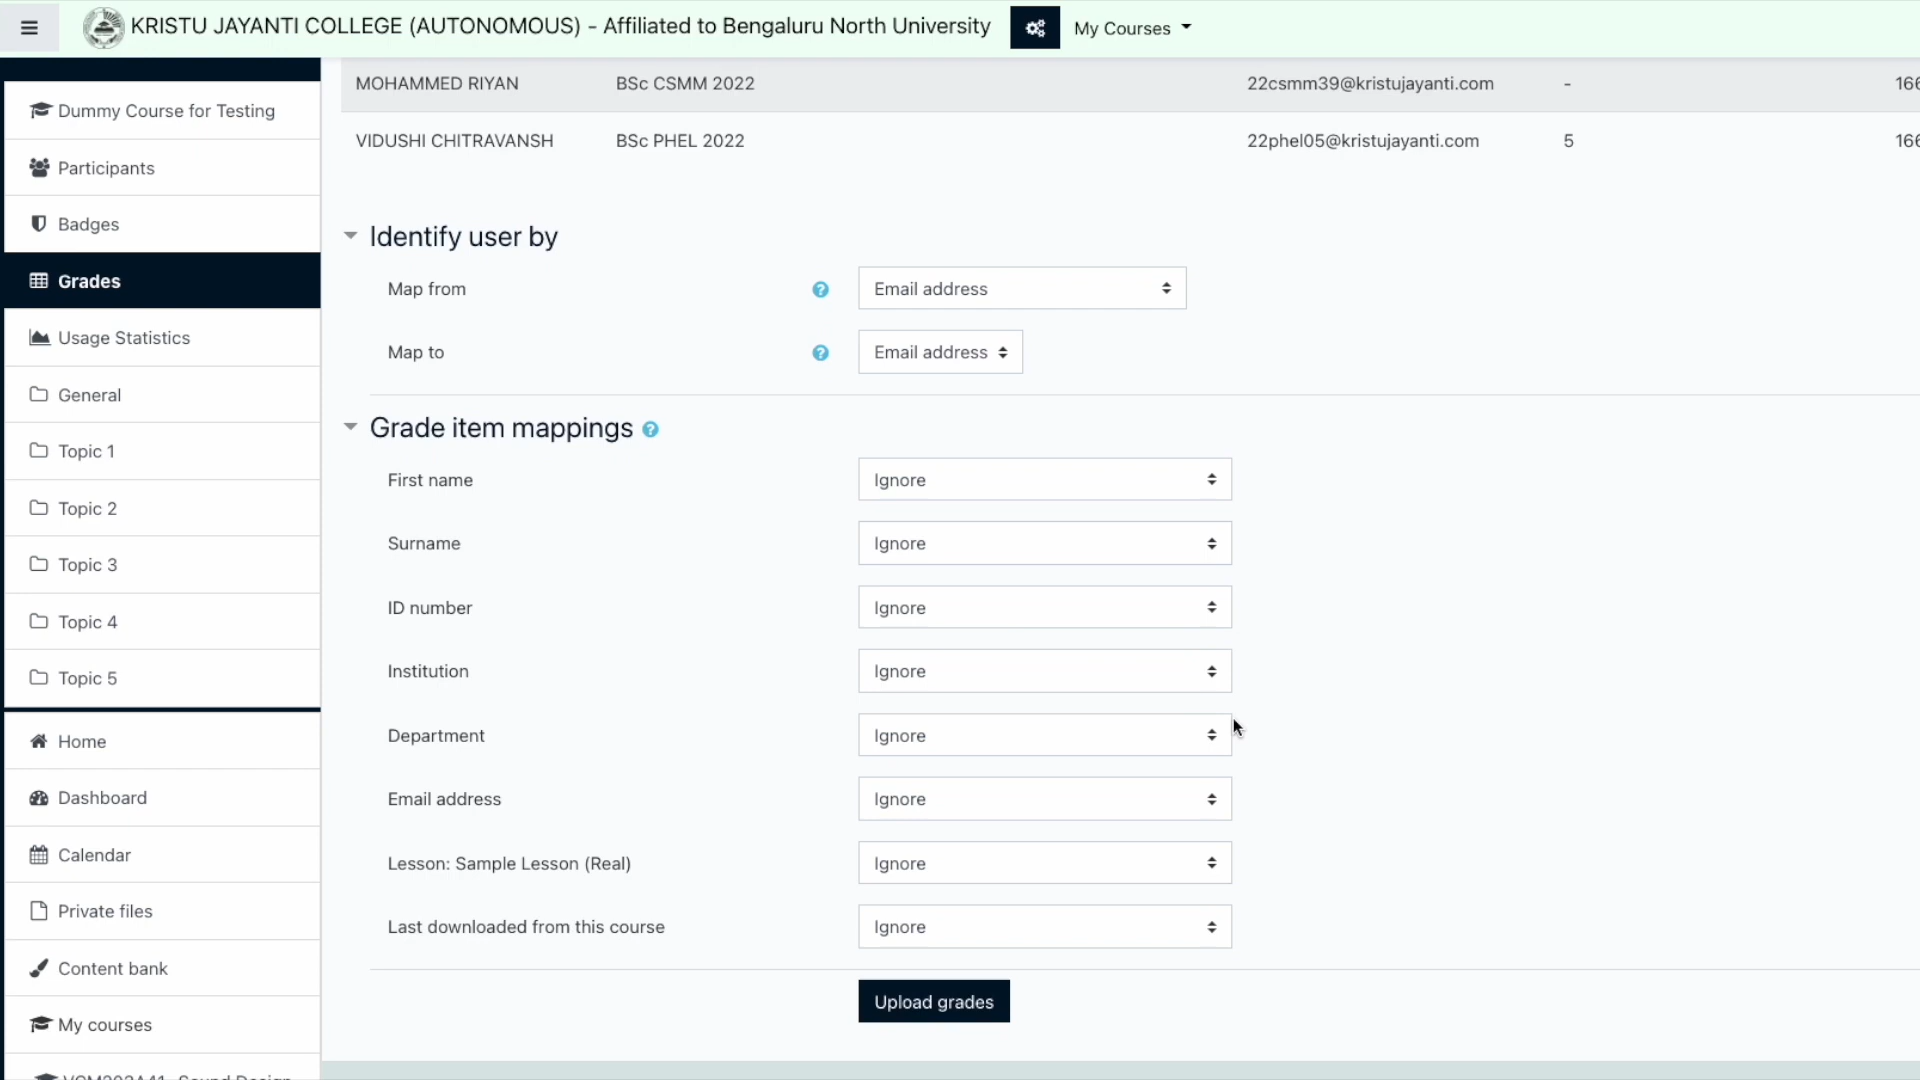 KRISTU JAYANTI COLLEGE (AUTONOMOUS) - Affiliated to Bengaluru North University
My Courses
Dummy Course for Testing
Participants
Badges
Grades
Usage Statistics
General
Topic 1
Topic 2
Topic 3
Topic 4
Topic 5
Home
Dashboard
Calendar
Private files
Content bank
My courses
MOHAMMED RIYAN BSc CSMM 2022 22csmm39@kristujayanti.com -
VIDUSHI CHITRAVANSH BSc PHEL 2022 22phel05@kristujayanti.com 5
Identify user by
Map from ? Email address
Map to ? Email address
Grade item mappings ?
First name Ignore
Surname Ignore
ID number Ignore
Institution Ignore
Department Ignore
Email address Ignore
Lesson: Sample Lesson (Real) Ignore
Last downloaded from this course Ignore
Upload grades